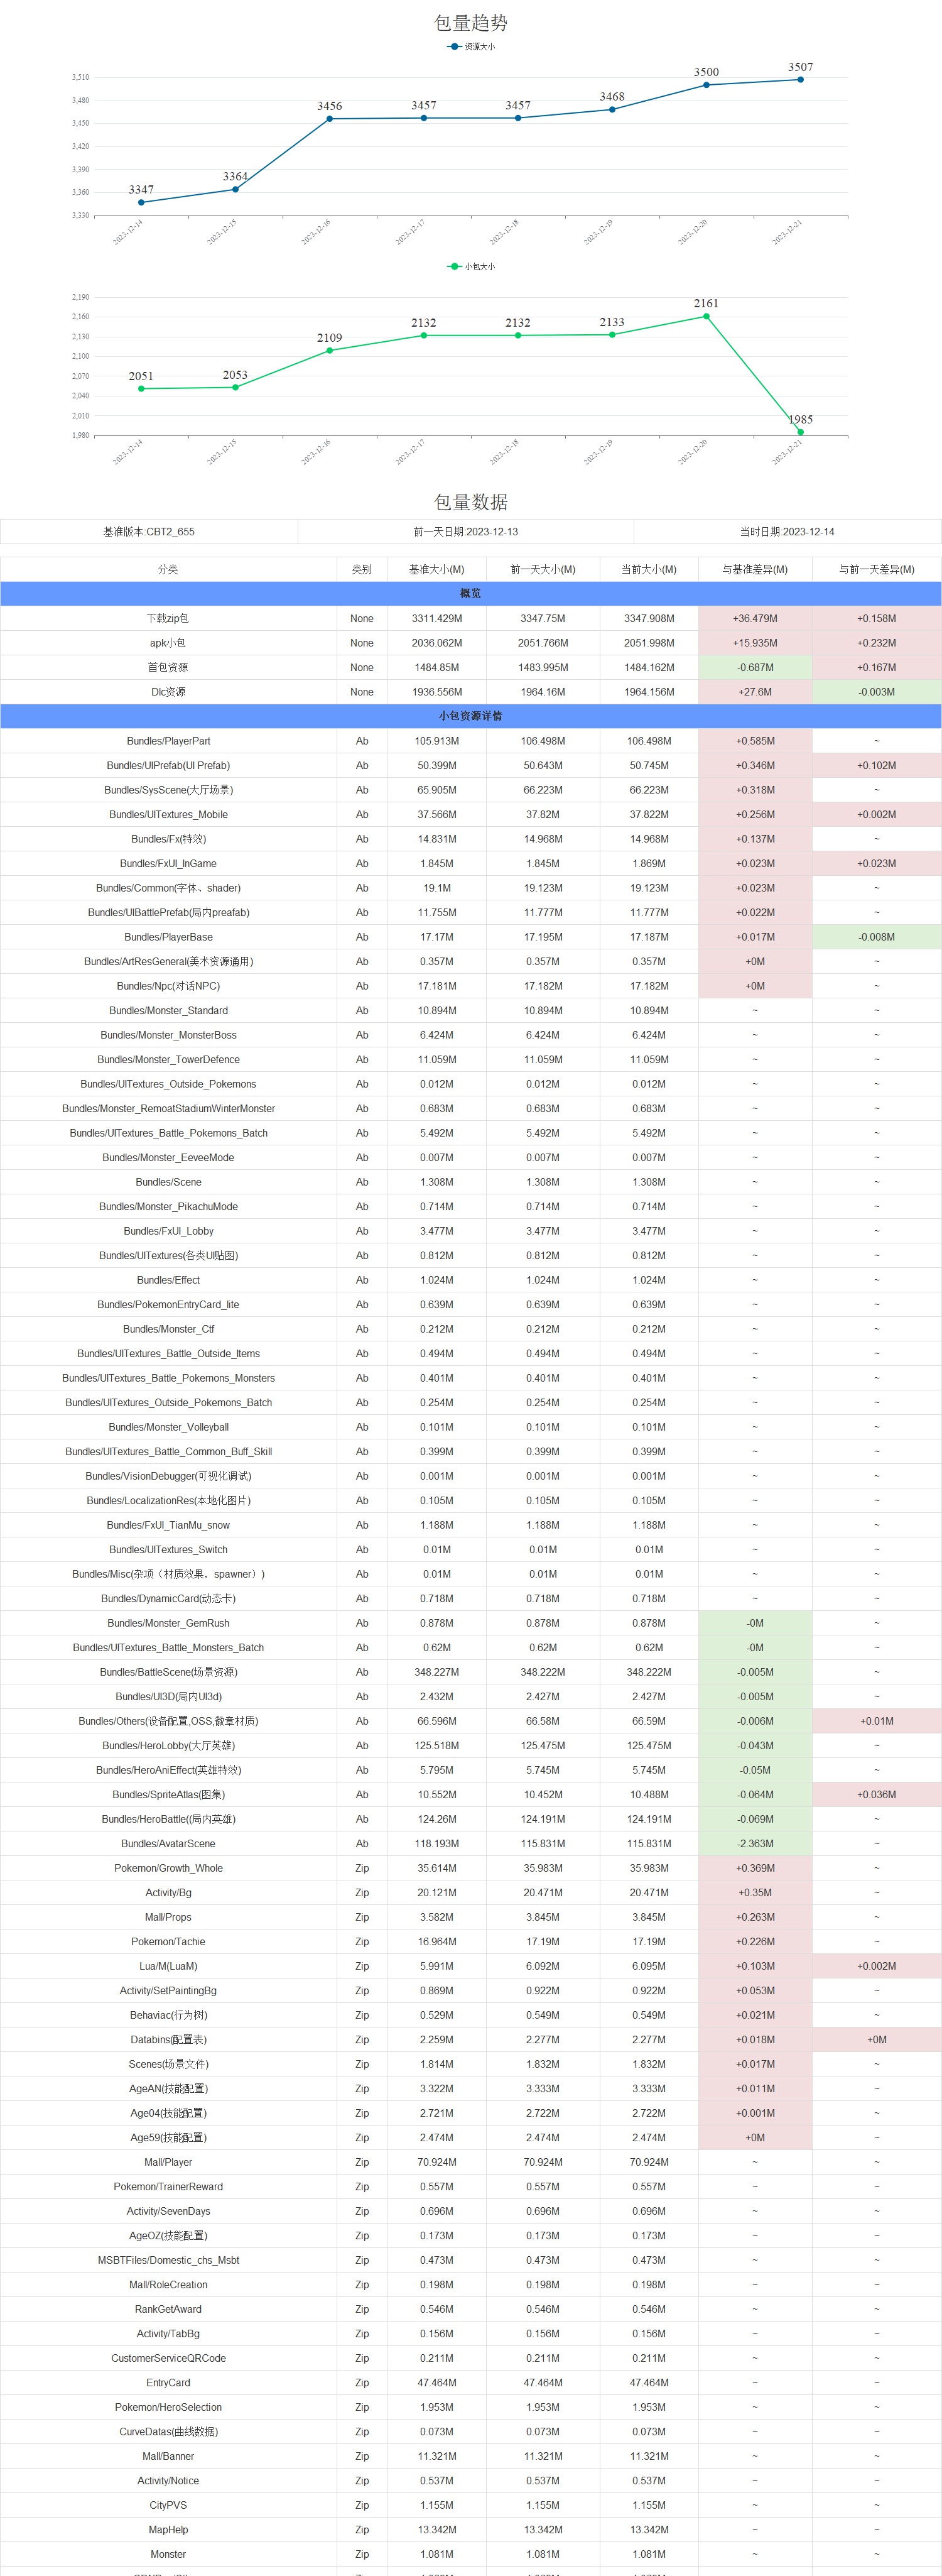 包量趋势
资源大小
3,510
3,480
3,450
3,420
3,390
3,360
3,330
3347
3364
3456
3457
3457
3468
3500
3507
2023-12-14
2023-12-15
2023-12-16
2023-12-17
2023-12-18
2023-12-19
2023-12-20
2023-12-21
小包大小
2,190
2,160
2,130
2,100
2,070
2,040
2,010
1,980
2051
2053
2109
2132
2132
2133
2161
1985
2023-12-14
2023-12-15
2023-12-16
2023-12-17
2023-12-18
2023-12-19
2023-12-20
2023-12-21
包量数据
基准版本:CBT2_655 前一天日期:2023-12-13 当时日期:2023-12-14
分类 类别 基准大小(M) 前一天大小(M) 当前大小(M) 与基准差异(M) 与前一天差异(M)
概览
下载zip包 None 3311.429M 3347.75M 3347.908M +36.479M +0.158M
apk小包 None 2036.062M 2051.766M 2051.998M +15.935M +0.232M
首包资源 None 1484.85M 1483.995M 1484.162M -0.687M +0.167M
Dlc资源 None 1936.556M 1964.16M 1964.156M +27.6M -0.003M
小包资源详情
Bundles/PlayerPart Ab 105.913M 106.498M 106.498M +0.585M ~
Bundles/UIPrefab(UI Prefab) Ab 50.399M 50.643M 50.745M +0.346M +0.102M
Bundles/SysScene(大厅场景) Ab 65.905M 66.223M 66.223M +0.318M ~
Bundles/UITextures_Mobile Ab 37.566M 37.82M 37.822M +0.256M +0.002M
Bundles/Fx(特效) Ab 14.831M 14.968M 14.968M +0.137M ~
Bundles/FxUI_InGame Ab 1.845M 1.845M 1.869M +0.023M +0.023M
Bundles/Common(字体、shader) Ab 19.1M 19.123M 19.123M +0.023M ~
Bundles/UIBattlePrefab(局内preafab) Ab 11.755M 11.777M 11.777M +0.022M ~
Bundles/PlayerBase Ab 17.17M 17.195M 17.187M +0.017M -0.008M
Bundles/ArtResGeneral(美术资源通用) Ab 0.357M 0.357M 0.357M +0M ~
Bundles/Npc(对话NPC) Ab 17.181M 17.182M 17.182M +0M ~
Bundles/Monster_Standard Ab 10.894M 10.894M 10.894M ~ ~
Bundles/Monster_MonsterBoss Ab 6.424M 6.424M 6.424M ~ ~
Bundles/Monster_TowerDefence Ab 11.059M 11.059M 11.059M ~ ~
Bundles/UITextures_Outside_Pokemons Ab 0.012M 0.012M 0.012M ~ ~
Bundles/Monster_RemoatStadiumWinterMonster Ab 0.683M 0.683M 0.683M ~ ~
Bundles/UITextures_Battle_Pokemons_Batch Ab 5.492M 5.492M 5.492M ~ ~
Bundles/Monster_EeveeMode Ab 0.007M 0.007M 0.007M ~ ~
Bundles/Scene Ab 1.308M 1.308M 1.308M ~ ~
Bundles/Monster_PikachuMode Ab 0.714M 0.714M 0.714M ~ ~
Bundles/FxUI_Lobby Ab 3.477M 3.477M 3.477M ~ ~
Bundles/UITextures(各类UI贴图) Ab 0.812M 0.812M 0.812M ~ ~
Bundles/Effect Ab 1.024M 1.024M 1.024M ~ ~
Bundles/PokemonEntryCard_lite Ab 0.639M 0.639M 0.639M ~ ~
Bundles/Monster_Ctf Ab 0.212M 0.212M 0.212M ~ ~
Bundles/UITextures_Battle_Outside_Items Ab 0.494M 0.494M 0.494M ~ ~
Bundles/UITextures_Battle_Pokemons_Monsters Ab 0.401M 0.401M 0.401M ~ ~
Bundles/UITextures_Outside_Pokemons_Batch Ab 0.254M 0.254M 0.254M ~ ~
Bundles/Monster_Volleyball Ab 0.101M 0.101M 0.101M ~ ~
Bundles/UITextures_Battle_Common_Buff_Skill Ab 0.399M 0.399M 0.399M ~ ~
Bundles/VisionDebugger(可视化调试) Ab 0.001M 0.001M 0.001M ~ ~
Bundles/LocalizationRes(本地化图片) Ab 0.105M 0.105M 0.105M ~ ~
Bundles/FxUI_TianMu_snow Ab 1.188M 1.188M 1.188M ~ ~
Bundles/UITextures_Switch Ab 0.01M 0.01M 0.01M ~ ~
Bundles/Misc(杂项（材质效果，spawner）) Ab 0.01M 0.01M 0.01M ~ ~
Bundles/DynamicCard(动态卡) Ab 0.718M 0.718M 0.718M ~ ~
Bundles/Monster_GemRush Ab 0.878M 0.878M 0.878M -0M ~
Bundles/UITextures_Battle_Monsters_Batch Ab 0.62M 0.62M 0.62M -0M ~
Bundles/BattleScene(场景资源) Ab 348.227M 348.222M 348.222M -0.005M ~
Bundles/UI3D(局内UI3d) Ab 2.432M 2.427M 2.427M -0.005M ~
Bundles/Others(设备配置,OSS,徽章材质) Ab 66.596M 66.58M 66.59M -0.006M +0.01M
Bundles/HeroLobby(大厅英雄) Ab 125.518M 125.475M 125.475M -0.043M ~
Bundles/HeroAniEffect(英雄特效) Ab 5.795M 5.745M 5.745M -0.05M ~
Bundles/SpriteAtlas(图集) Ab 10.552M 10.452M 10.488M -0.064M +0.036M
Bundles/HeroBattle((局内英雄) Ab 124.26M 124.191M 124.191M -0.069M ~
Bundles/AvatarScene Ab 118.193M 115.831M 115.831M -2.363M ~
Pokemon/Growth_Whole Zip 35.614M 35.983M 35.983M +0.369M ~
Activity/Bg Zip 20.121M 20.471M 20.471M +0.35M ~
Mall/Props Zip 3.582M 3.845M 3.845M +0.263M ~
Pokemon/Tachie Zip 16.964M 17.19M 17.19M +0.226M ~
Lua/M(LuaM) Zip 5.991M 6.092M 6.095M +0.103M +0.002M
Activity/SetPaintingBg Zip 0.869M 0.922M 0.922M +0.053M ~
Behaviac(行为树) Zip 0.529M 0.549M 0.549M +0.021M ~
Databins(配置表) Zip 2.259M 2.277M 2.277M +0.018M +0M
Scenes(场景文件) Zip 1.814M 1.832M 1.832M +0.017M ~
AgeAN(技能配置) Zip 3.322M 3.333M 3.333M +0.011M ~
Age04(技能配置) Zip 2.721M 2.722M 2.722M +0.001M ~
Age59(技能配置) Zip 2.474M 2.474M 2.474M +0M ~
Mall/Player Zip 70.924M 70.924M 70.924M ~ ~
Pokemon/TrainerReward Zip 0.557M 0.557M 0.557M ~ ~
Activity/SevenDays Zip 0.696M 0.696M 0.696M ~ ~
AgeOZ(技能配置) Zip 0.173M 0.173M 0.173M ~ ~
MSBTFiles/Domestic_chs_Msbt Zip 0.473M 0.473M 0.473M ~ ~
Mall/RoleCreation Zip 0.198M 0.198M 0.198M ~ ~
RankGetAward Zip 0.546M 0.546M 0.546M ~ ~
Activity/TabBg Zip 0.156M 0.156M 0.156M ~ ~
CustomerServiceQRCode Zip 0.211M 0.211M 0.211M ~ ~
EntryCard Zip 47.464M 47.464M 47.464M ~ ~
Pokemon/HeroSelection Zip 1.953M 1.953M 1.953M ~ ~
CurveDatas(曲线数据) Zip 0.073M 0.073M 0.073M ~ ~
Mall/Banner Zip 11.321M 11.321M 11.321M ~ ~
Activity/Notice Zip 0.537M 0.537M 0.537M ~ ~
CityPVS Zip 1.155M 1.155M 1.155M ~ ~
MapHelp Zip 13.342M 13.342M 13.342M ~ ~
Monster Zip 1.081M 1.081M 1.081M ~ ~